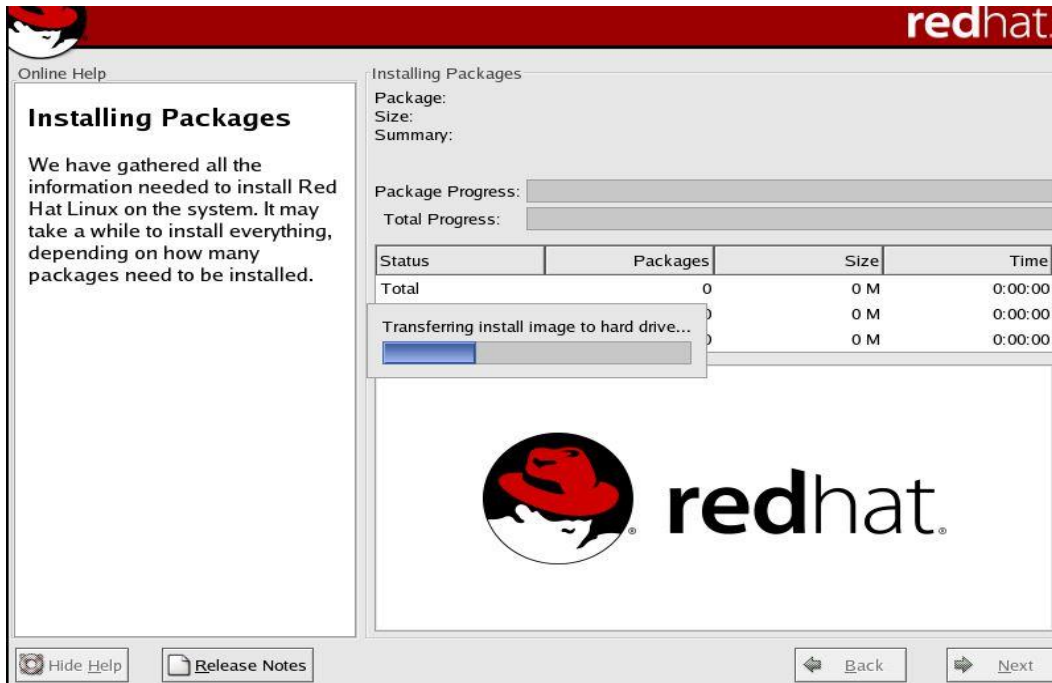 redhat.
Online Help
Installing Packages
We have gathered all the
information needed to install Red
Hat Linux on the system. It may
take a while to install everything,
depending on how many
packages need to be installed.
Installing Packages
Package:
Size:
Summary:
Package Progress:
Total Progress:
Status Packages Size Time
Total 0 0 M 0:00:00
0 M 0:00:00
0 M 0:00:00
Transferring install image to hard drive...
redhat.
Hide Help
Release Notes
Back
Next